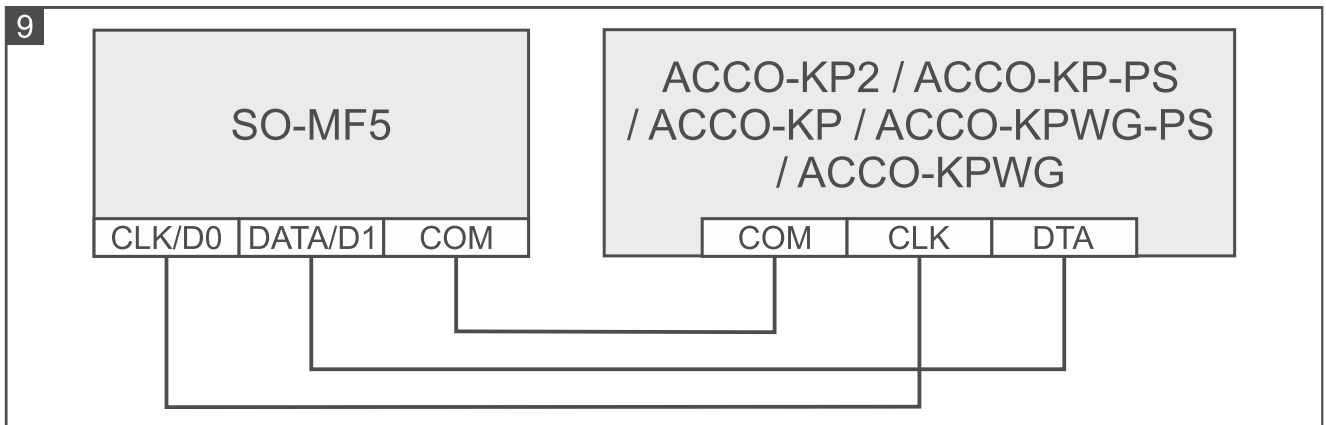 9
SO-MF5
CLK/D0 DATA/D1 COM
ACCO-KP2 / ACCO-KP-PS
/ ACCO-KP / ACCO-KPWG-PS
/ ACCO-KPWG
COM CLK DTA